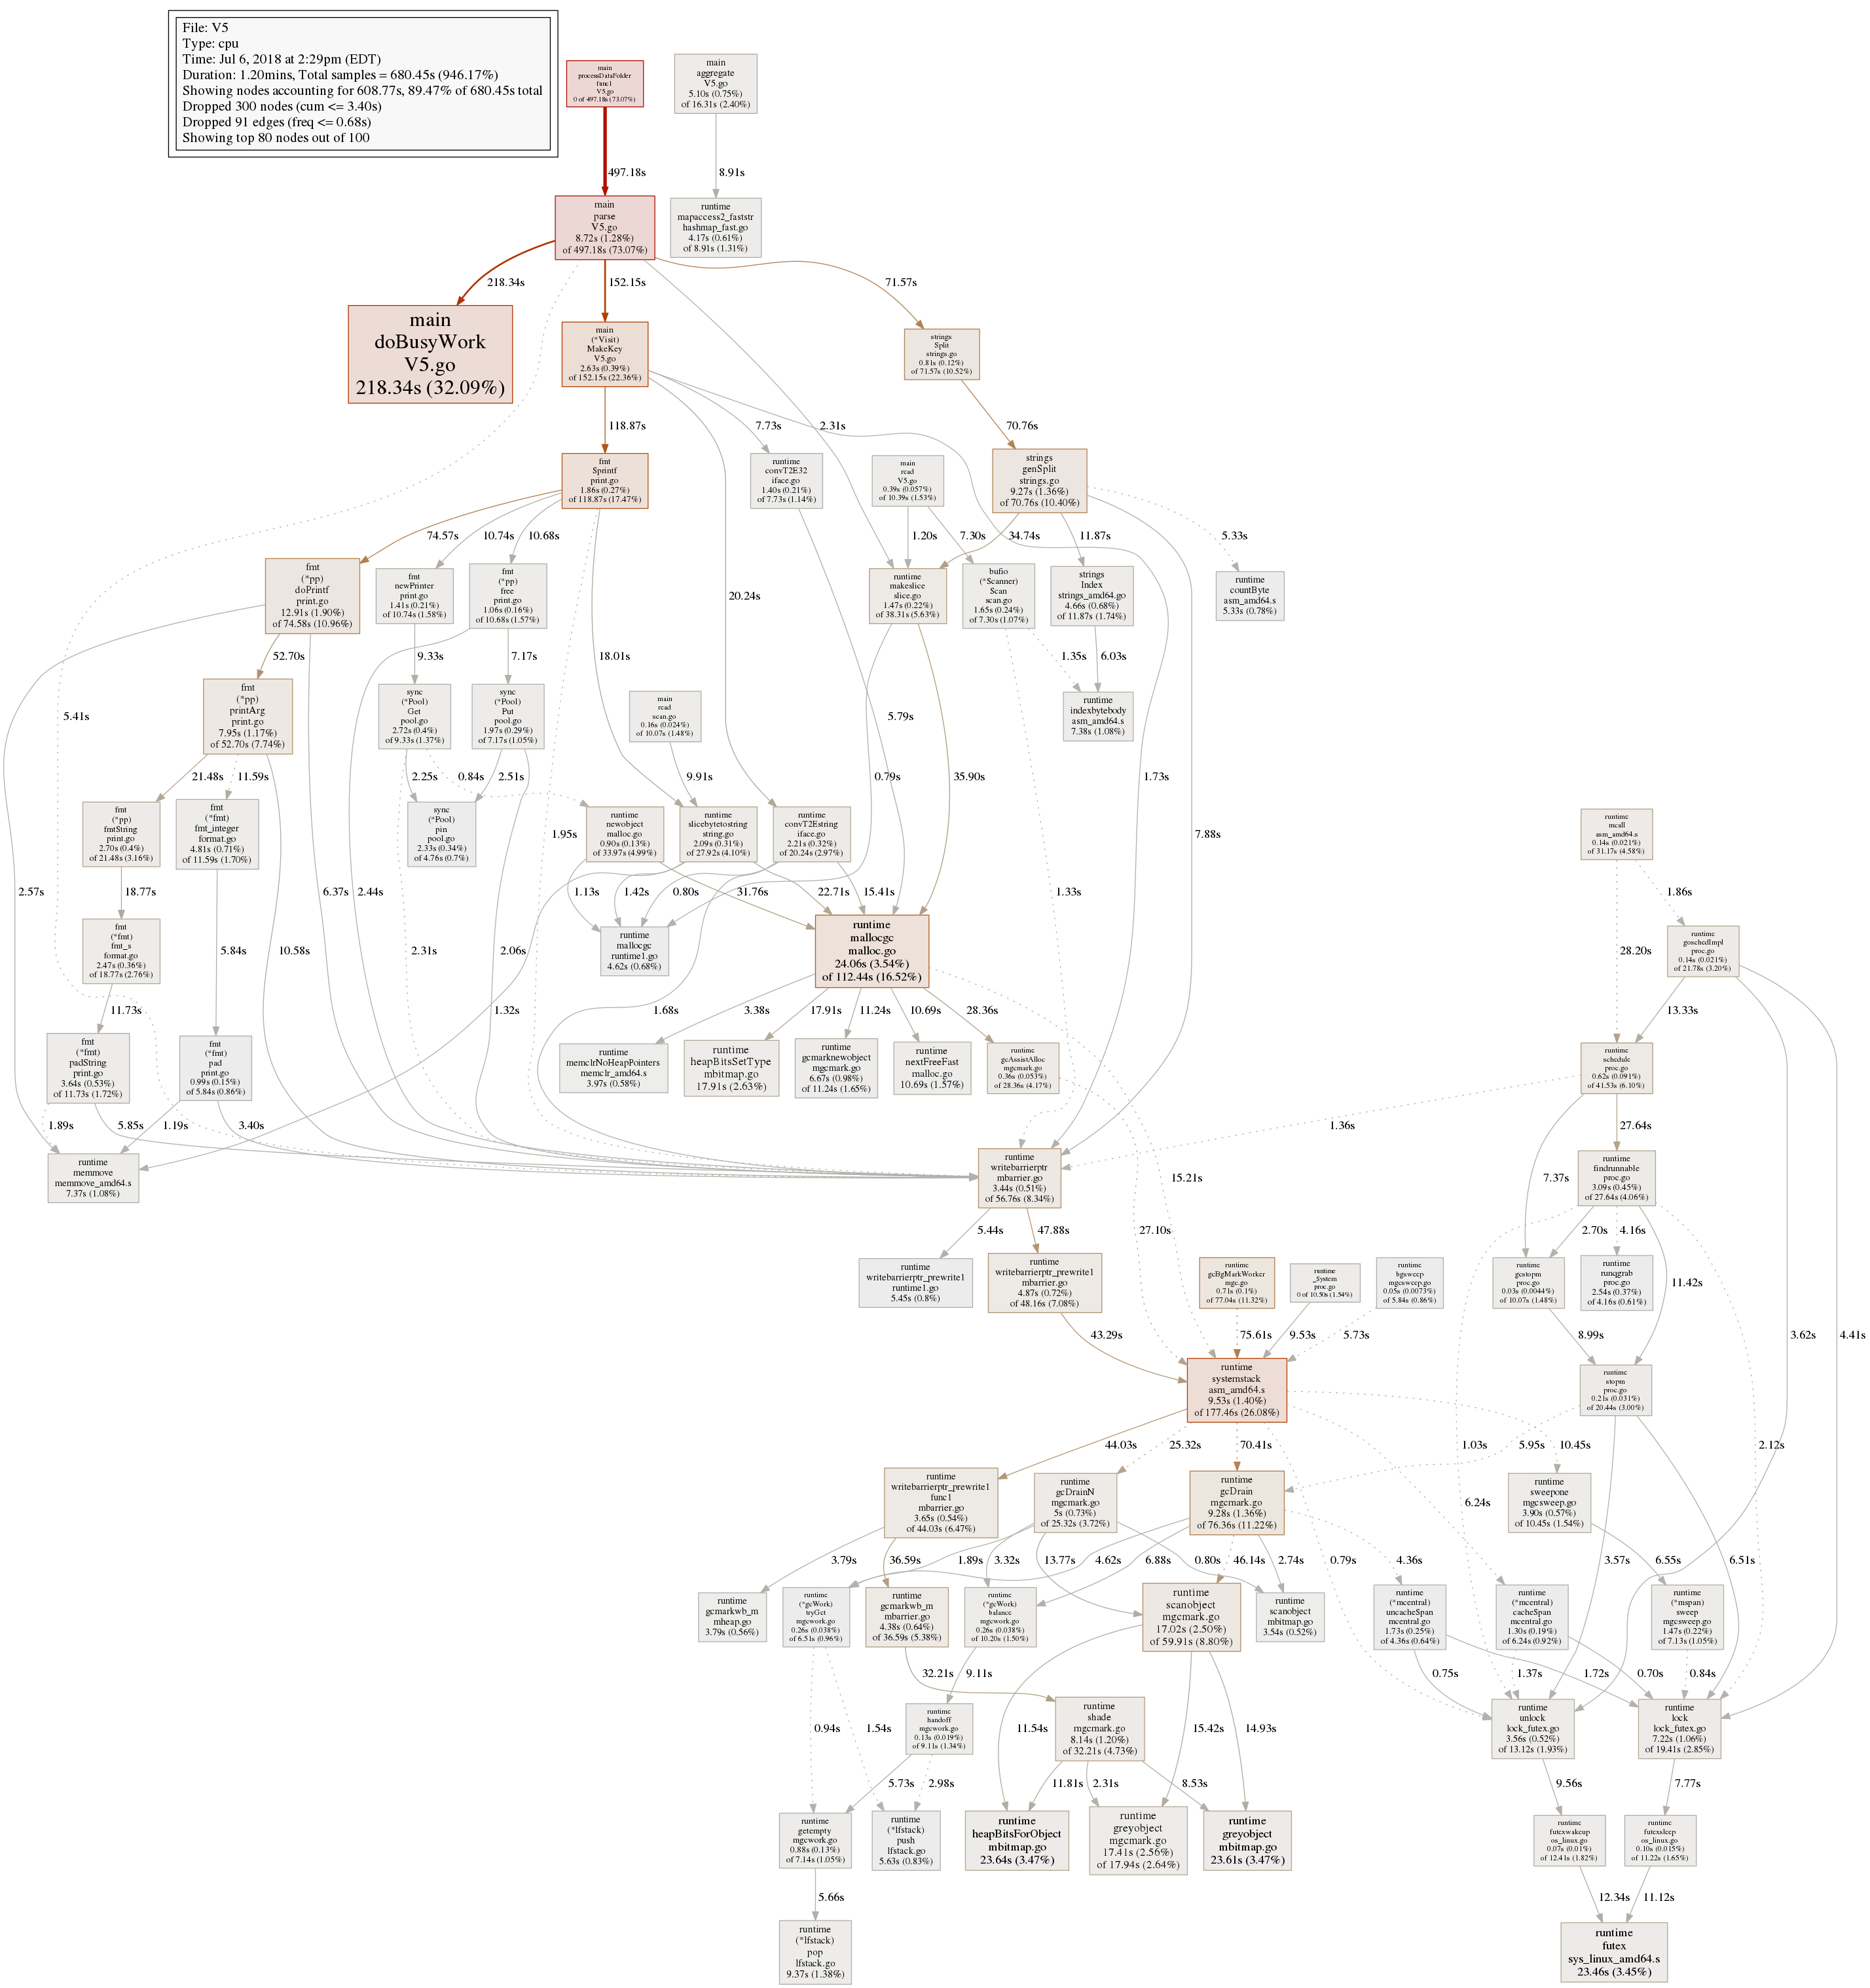 File: V5
Type: cpu
Time: Jul 6, 2018 at 2:29pm (EDT)
Duration: 1.20mins, Total samples = 680.45s (946.17%)
Showing nodes accounting for 608.77s, 89.47% of 680.45s total
Dropped 300 nodes (cum <= 3.40s)
Dropped 91 edges (freq <= 0.68s)
Showing top 80 nodes out of 100
main
processDataFolder
func1
V5.go
0 of 497.18s (73.07%)
main
aggregate
V5.go
5.10s (0.75%)
of 16.31s (2.40%)
497.18s
8.91s
main
parse
V5.go
8.72s (1.28%)
of 497.18s (73.07%)
runtime
mapaccess2_faststr
hashmap_fast.go
4.17s (0.61%)
of 8.91s (1.31%)
218.34s
152.15s
71.57s
main
doBusyWork
V5.go
218.34s (32.09%)
main
(*Visit)
MakeKey
V5.go
2.63s (0.39%)
of 152.15s (22.36%)
strings
Split
strings.go
0.81s (0.12%)
of 71.57s (10.52%)
118.87s
7.73s
2.31s
70.76s
fmt
Sprintf
print.go
1.86s (0.27%)
of 118.87s (17.47%)
runtime
convT2E32
iface.go
1.40s (0.21%)
of 7.73s (1.14%)
main
read
V5.go
0.39s (0.057%)
of 10.39s (1.53%)
strings
genSplit
strings.go
9.27s (1.36%)
of 70.76s (10.40%)
74.57s
10.74s
10.68s
1.20s
7.30s
34.74s
11.87s
5.33s
fmt
(*pp)
doPrintf
print.go
12.91s (1.90%)
of 74.58s (10.96%)
fmt
newPrinter
print.go
1.41s (0.21%)
of 10.74s (1.58%)
fmt
(*pp)
free
print.go
1.06s (0.16%)
of 10.68s (1.57%)
20.24s
runtime
makeslice
slice.go
1.47s (0.22%)
of 38.31s (5.63%)
bufio
(*Scanner)
Scan
scan.go
1.65s (0.24%)
of 7.30s (1.07%)
strings
Index
strings_amd64.go
4.66s (0.68%)
of 11.87s (1.74%)
runtime
countByte
asm_amd64.s
5.33s (0.78%)
52.70s
9.33s
7.17s
18.01s
1.35s
6.03s
5.41s
fmt
(*pp)
printArg
print.go
7.95s (1.17%)
of 52.70s (7.74%)
sync
(*Pool)
Get
pool.go
2.72s (0.4%)
of 9.33s (1.37%)
sync
(*Pool)
Put
pool.go
1.97s (0.29%)
of 7.17s (1.05%)
main
read
scan.go
0.16s (0.024%)
of 10.07s (1.48%)
5.79s
runtime
indexbytebody
asm_amd64.s
7.38s (1.08%)
21.48s
11.59s
2.25s
0.84s
2.51s
9.91s
0.79s
35.90s
1.73s
fmt
(*pp)
fmtString
print.go
2.70s (0.4%)
of 21.48s (3.16%)
fmt
(*fmt)
fmt_integer
format.go
4.81s (0.71%)
of 11.59s (1.70%)
sync
(*Pool)
pin
pool.go
2.33s (0.34%)
of 4.76s (0.7%)
1.95s
runtime
newobject
malloc.go
0.90s (0.13%)
of 33.97s (4.99%)
runtime
slicebytetostring
string.go
2.09s (0.31%)
of 27.92s (4.10%)
runtime
convT2Estring
iface.go
2.21s (0.32%)
of 20.24s (2.97%)
7.88s
runtime
mcall
asm_amd64.s
0.14s (0.021%)
of 31.17s (4.58%)
2.57s
18.77s
6.37s
2.44s
1.13s
1.42s
0.80s
31.76s
22.71s
15.41s
1.33s
1.86s
fmt
(*fmt)
fmt_s
format.go
2.47s (0.36%)
of 18.77s (2.76%)
5.84s
10.58s
2.31s
2.06s
runtime
mallocgc
runtime1.go
4.62s (0.68%)
runtime
mallocgc
malloc.go
24.06s (3.54%)
of 112.44s (16.52%)
28.20s
runtime
goschedImpl
proc.go
0.14s (0.021%)
of 21.78s (3.20%)
11.73s
1.32s
1.68s
3.38s
17.91s
11.24s
10.69s
28.36s
13.33s
fmt
(*fmt)
padString
print.go
3.64s (0.53%)
of 11.73s (1.72%)
fmt
(*fmt)
pad
print.go
0.99s (0.15%)
of 5.84s (0.86%)
runtime
memclrNoHeapPointers
memclr_amd64.s
3.97s (0.58%)
runtime
heapBitsSetType
mbitmap.go
17.91s (2.63%)
runtime
gcmarknewobject
mgcmark.go
6.67s (0.98%)
of 11.24s (1.65%)
runtime
nextFreeFast
malloc.go
10.69s (1.57%)
runtime
gcAssistAlloc
mgcmark.go
0.36s (0.053%)
of 28.36s (4.17%)
runtime
schedule
proc.go
0.62s (0.091%)
of 41.53s (6.10%)
1.89s
5.85s
1.19s
3.40s
1.36s
27.64s
runtime
memmove
memmove_amd64.s
7.37s (1.08%)
runtime
writebarrierptr
mbarrier.go
3.44s (0.51%)
of 56.76s (8.34%)
15.21s
7.37s
runtime
findrunnable
proc.go
3.09s (0.45%)
of 27.64s (4.06%)
5.44s
47.88s
27.10s
2.70s
4.16s
runtime
writebarrierptr_prewrite1
runtime1.go
5.45s (0.8%)
runtime
writebarrierptr_prewrite1
mbarrier.go
4.87s (0.72%)
of 48.16s (7.08%)
runtime
gcBgMarkWorker
mgc.go
0.71s (0.1%)
of 77.04s (11.32%)
runtime
_System
proc.go
0 of 10.50s (1.54%)
runtime
bgsweep
mgcsweep.go
0.05s (0.0073%)
of 5.84s (0.86%)
runtime
gcstopm
proc.go
0.03s (0.0044%)
of 10.07s (1.48%)
runtime
runqgrab
proc.go
2.54s (0.37%)
of 4.16s (0.61%)
11.42s
43.29s
75.61s
9.53s
5.73s
8.99s
3.62s
4.41s
runtime
systemstack
asm_amd64.s
9.53s (1.40%)
of 177.46s (26.08%)
runtime
stopm
proc.go
0.21s (0.031%)
of 20.44s (3.00%)
44.03s
25.32s
70.41s
1.03s
5.95s
10.45s
2.12s
runtime
writebarrierptr_prewrite1
func1
mbarrier.go
3.65s (0.54%)
of 44.03s (6.47%)
runtime
gcDrainN
mgcmark.go
5s (0.73%)
of 25.32s (3.72%)
runtime
gcDrain
mgcmark.go
9.28s (1.36%)
of 76.36s (11.22%)
6.24s
runtime
sweepone
mgcsweep.go
3.90s (0.57%)
of 10.45s (1.54%)
3.79s
36.59s
1.89s
3.32s
13.77s
4.62s
6.88s
0.80s
46.14s
2.74s
0.79s
4.36s
3.57s
6.55s
6.51s
runtime
gcmarkwb_m
mheap.go
3.79s (0.56%)
runtime
(*gcWork)
tryGet
mgcwork.go
0.26s (0.038%)
of 6.51s (0.96%)
runtime
gcmarkwb_m
mbarrier.go
4.38s (0.64%)
of 36.59s (5.38%)
runtime
(*gcWork)
balance
mgcwork.go
0.26s (0.038%)
of 10.20s (1.50%)
runtime
scanobject
mgcmark.go
17.02s (2.50%)
of 59.91s (8.80%)
runtime
scanobject
mbitmap.go
3.54s (0.52%)
runtime
(*mcentral)
uncacheSpan
mcentral.go
1.73s (0.25%)
of 4.36s (0.64%)
runtime
(*mcentral)
cacheSpan
mcentral.go
1.30s (0.19%)
of 6.24s (0.92%)
runtime
(*mspan)
sweep
mgcsweep.go
1.47s (0.22%)
of 7.13s (1.05%)
32.21s
9.11s
0.75s
1.37s
1.72s
0.70s
0.84s
0.94s
1.54s
runtime
handoff
mgcwork.go
0.13s (0.019%)
of 9.11s (1.34%)
11.54s
runtime
shade
mgcmark.go
8.14s (1.20%)
of 32.21s (4.73%)
15.42s
14.93s
runtime
unlock
lock_futex.go
3.56s (0.52%)
of 13.12s (1.93%)
runtime
lock
lock_futex.go
7.22s (1.06%)
of 19.41s (2.85%)
5.73s
2.98s
11.81s
2.31s
8.53s
9.56s
7.77s
runtime
getempty
mgcwork.go
0.88s (0.13%)
of 7.14s (1.05%)
runtime
(*lfstack)
push
lfstack.go
5.63s (0.83%)
runtime
heapBitsForObject
mbitmap.go
23.64s (3.47%)
runtime
greyobject
mgcmark.go
17.41s (2.56%)
of 17.94s (2.64%)
runtime
greyobject
mbitmap.go
23.61s (3.47%)
runtime
futexwakeup
os_linux.go
0.07s (0.01%)
of 12.41s (1.82%)
runtime
futexsleep
os_linux.go
0.10s (0.015%)
of 11.22s (1.65%)
5.66s
12.34s
11.12s
runtime
(*lfstack)
pop
lfstack.go
9.37s (1.38%)
runtime
futex
sys_linux_amd64.s
23.46s (3.45%)